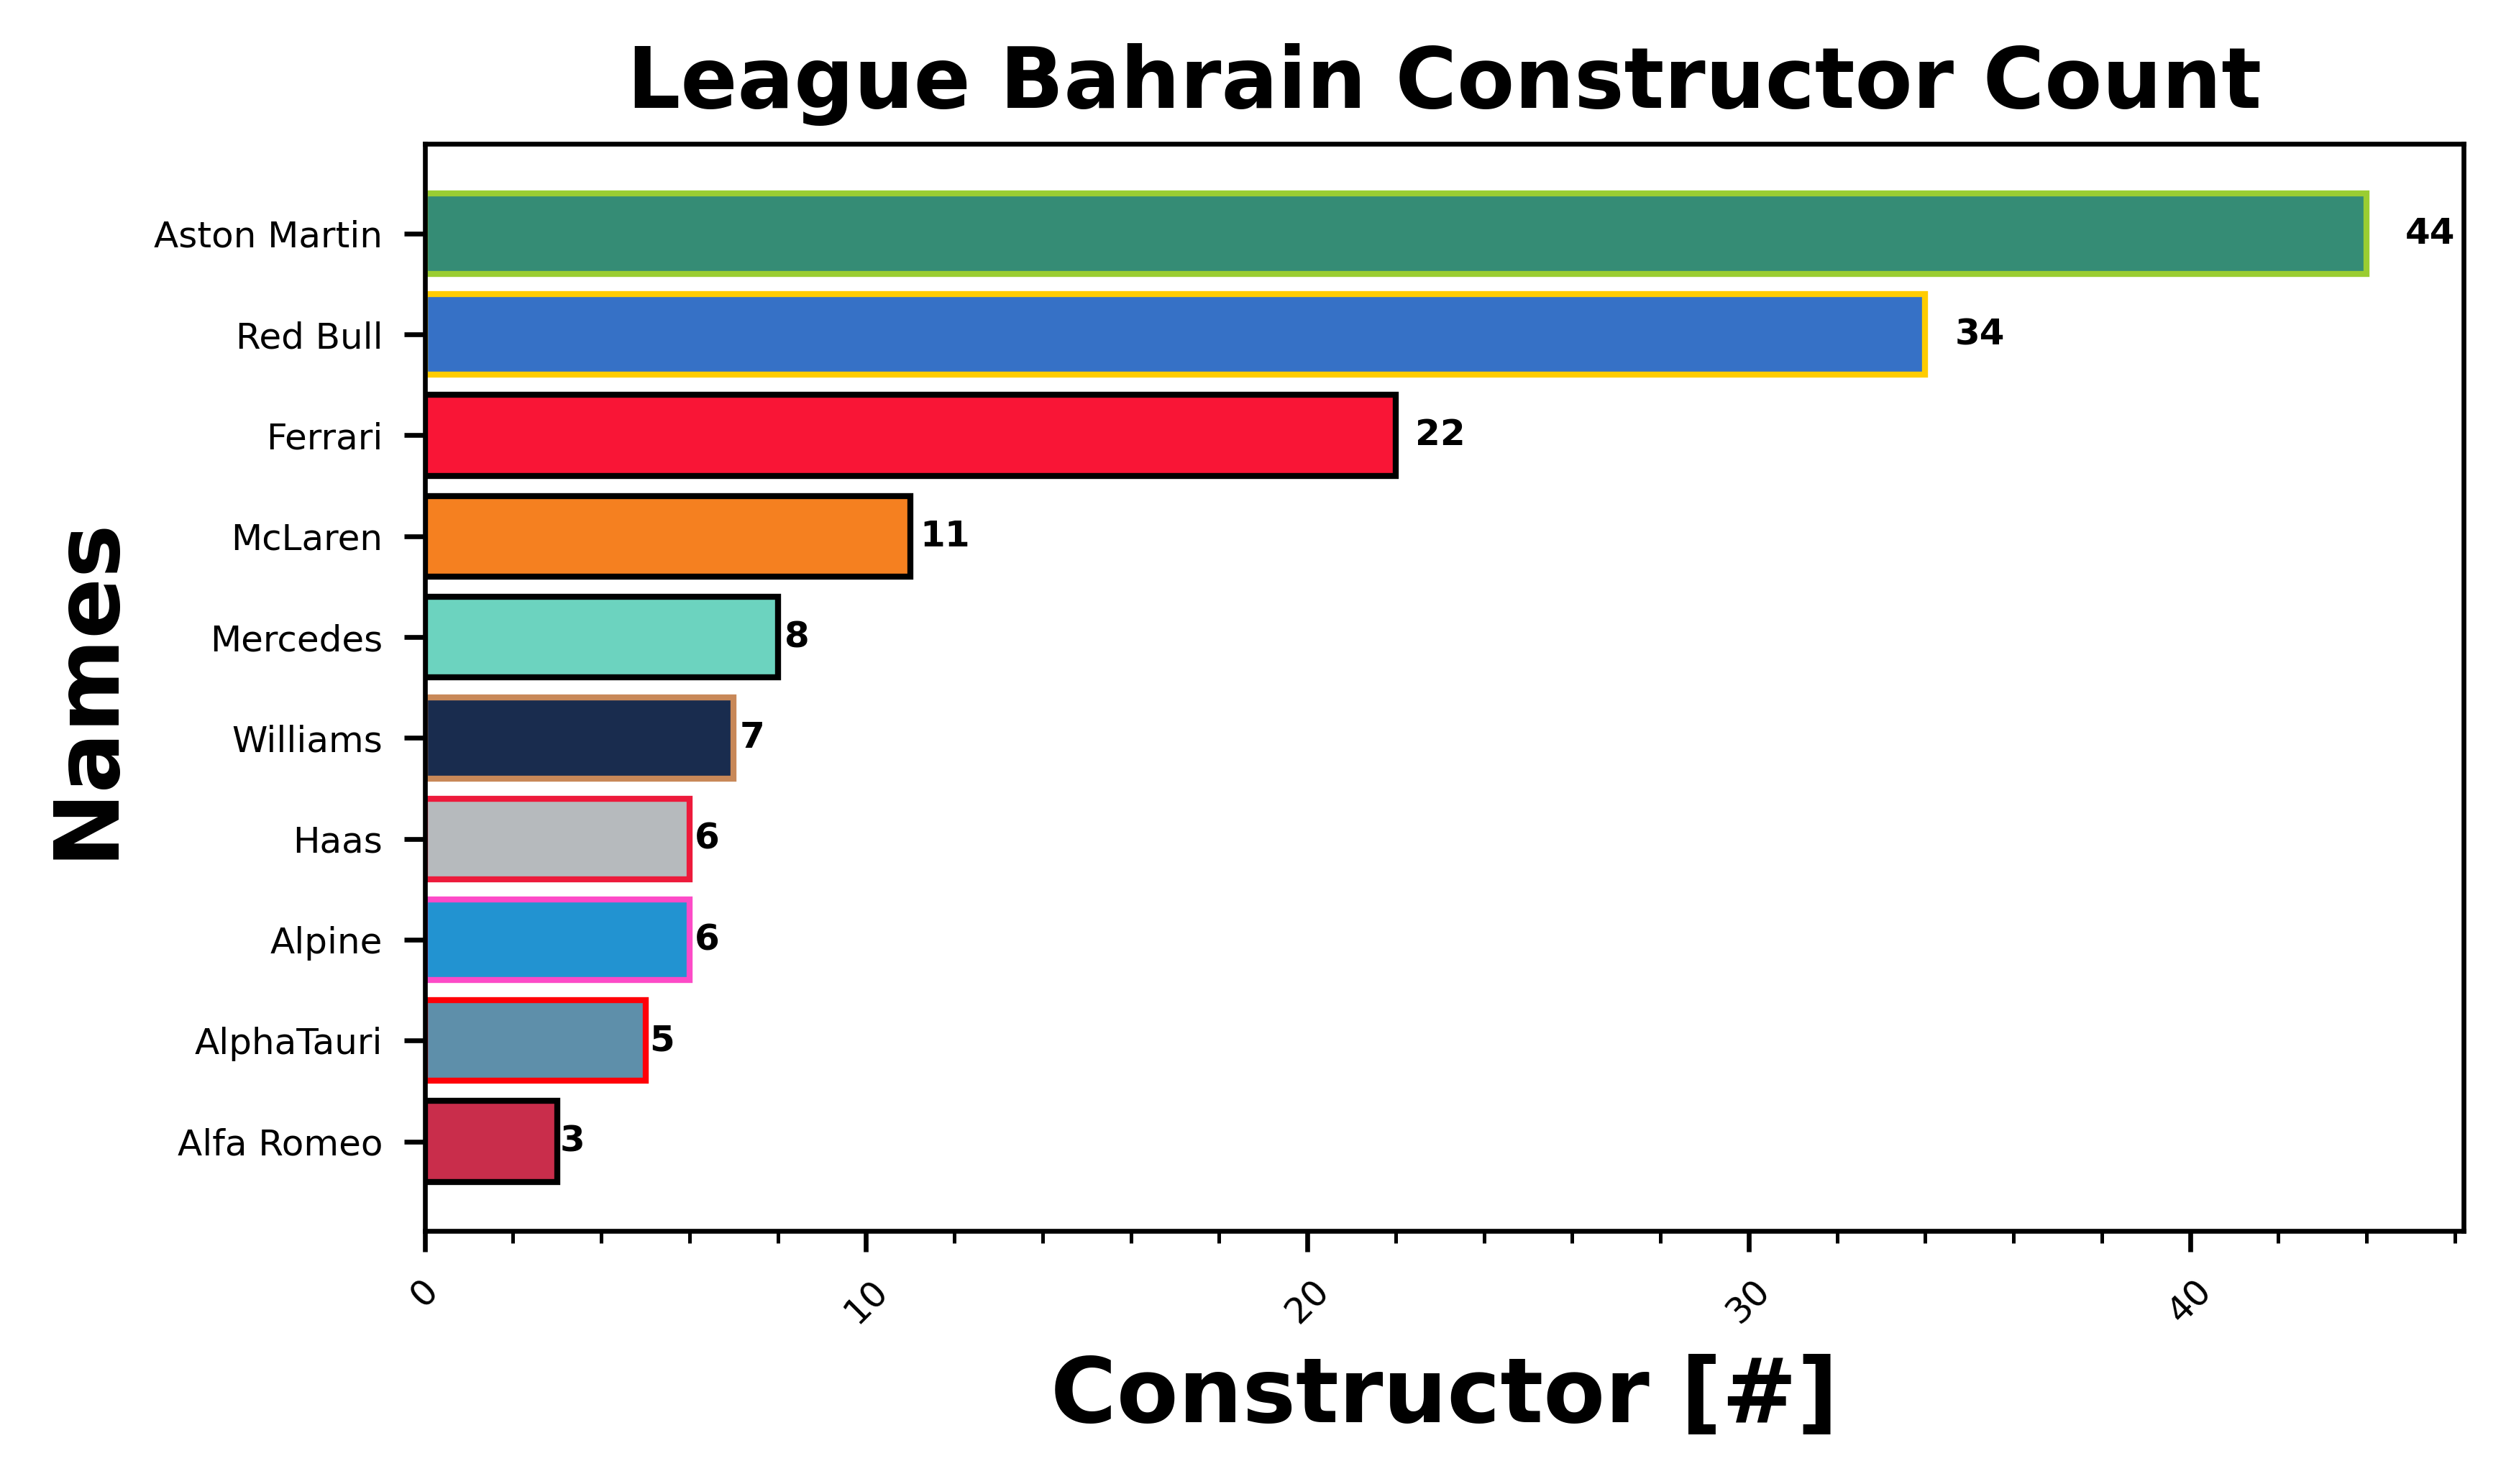 League Bahrain Constructor Count
Names
Aston Martin 44
Red Bull 34
Ferrari 22
McLaren 11
Mercedes 8
Williams 7
Haas 6
Alpine 6
AlphaTauri 5
Alfa Romeo 3
0 10 20 30 40
Constructor [#]